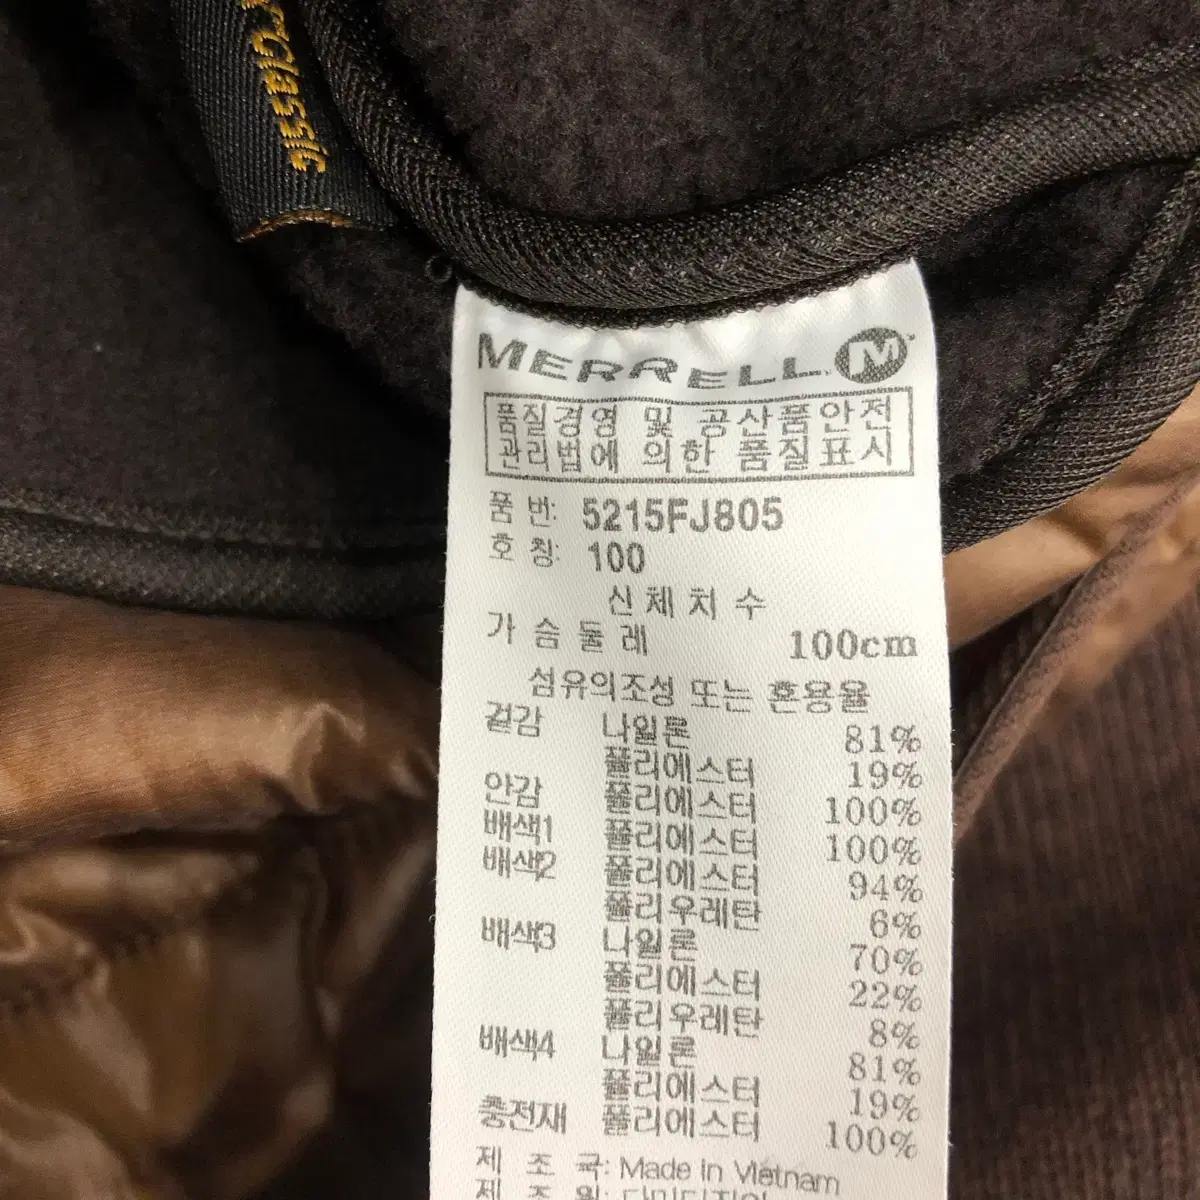 rclassic
MERRELL M
품질경영 및 공산품안전
관리법에 의한 품질표시
품 번: 5215FJ805
호 칭: 100
신체치수
가슴둘레 100cm
섬유의조성 또는 혼용율
겉감 나일론 81%
폴리에스터 19%
안감 폴리에스터 100%
배색1 폴리에스터 100%
배색2 폴리에스터 94%
폴리우레탄 6%
배색3 나일론 70%
폴리에스터 22%
폴리우레탄 8%
배색4 나일론 81%
폴리에스터 19%
충전재 폴리에스터 100%
제 조 국: Made in Vietnam
제 조